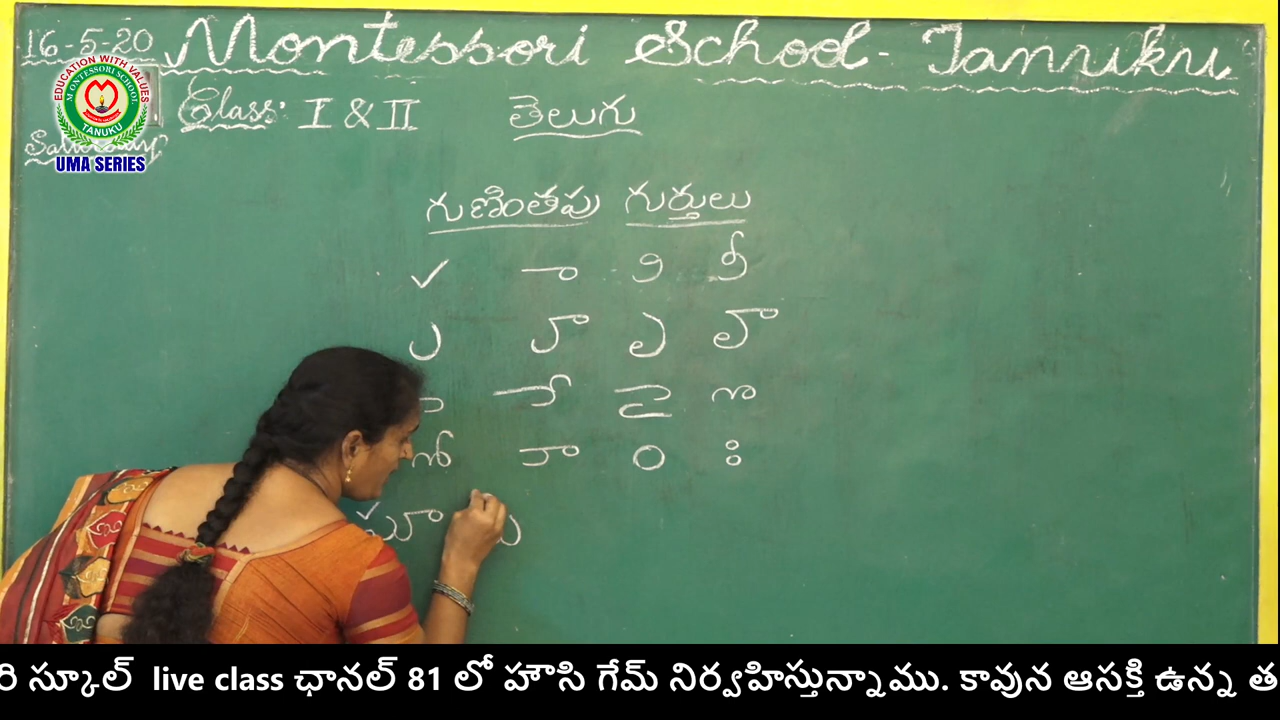 16-5-20 Montessori School - Tanuku
EDUCATION WITH VALUES
MONTESSORI SCHOOL
TANUKU
UMA SERIES
Saturday
Class: I & II తెలుగు
గుణింతపు గుర్తులు
✓ ా ి ీ
ు ూ ృ ౄ
ె ే ై ొ
ో ౌ ం ః
రి స్కూల్ live class ఛానల్ 81 లో హౌసి గేమ్ నిర్వహిస్తున్నాము. కావున ఆసక్తి ఉన్న త